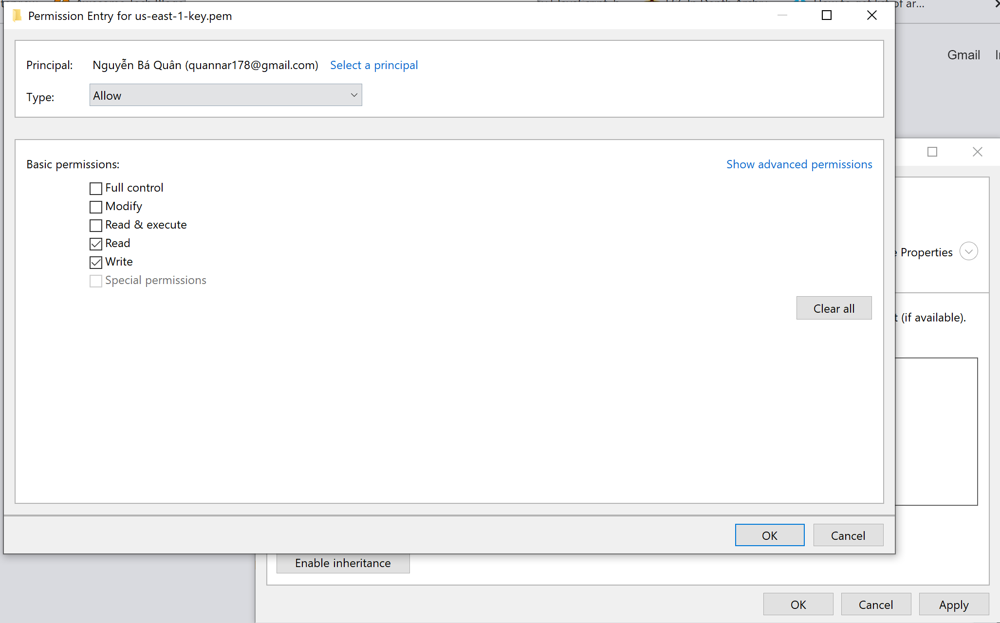 Permission Entry for us-east-1-key.pem
Gmail
Principal: Nguyễn Bá Quân (quannar178@gmail.com) Select a principal
Type: Allow
Basic permissions: Show advanced permissions
Full control
Modify
Read & execute
Read
Write
Special permissions
Properties
Clear all
(if available).
OK Cancel
Enable inheritance
OK Cancel Apply